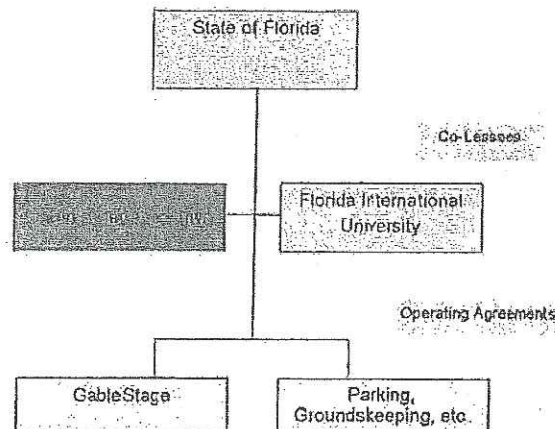 State of Florida
Co-Lessees
Florida International
University
Operating Agreements
GableStage
Parking,
Groundskeeping, etc